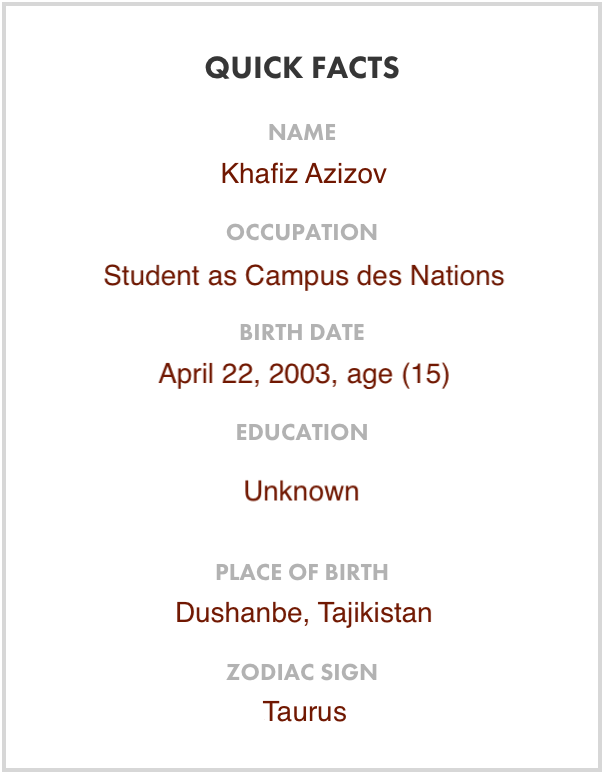 QUICK FACTS
NAME
Khafiz Azizov
OCCUPATION
Student as Campus des Nations
BIRTH DATE
April 22, 2003, age (15)
EDUCATION
Unknown
PLACE OF BIRTH
Dushanbe, Tajikistan
ZODIAC SIGN
Taurus